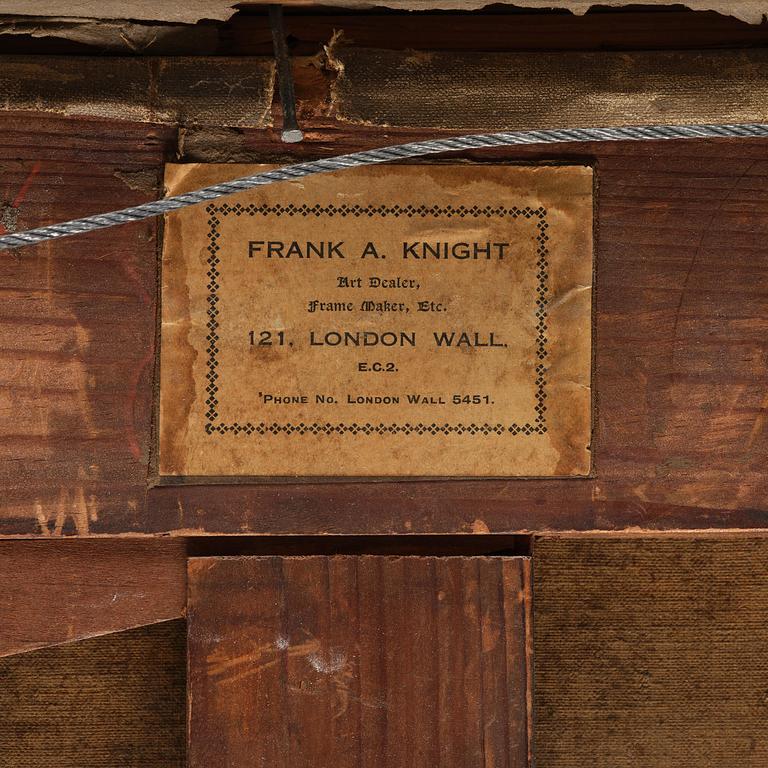 FRANK A. KNIGHT
Art Dealer,
Frame Maker, Etc.
121, LONDON WALL,
E.C.2.
'PHONE NO. LONDON WALL 5451.